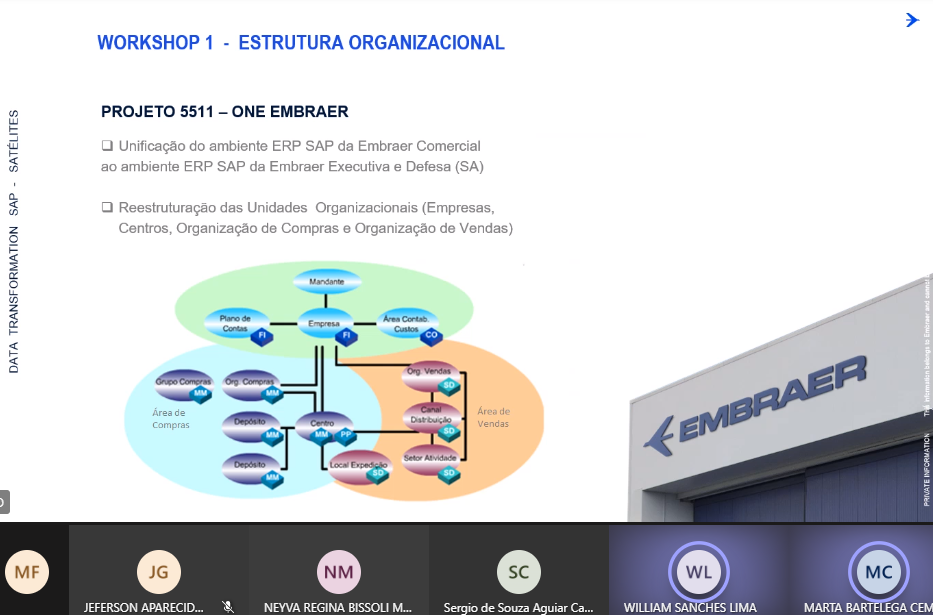 WORKSHOP 1 - ESTRUTURA ORGANIZACIONAL
PROJETO 5511 – ONE EMBRAER
❑ Unificação do ambiente ERP SAP da Embraer Comercial
ao ambiente ERP SAP da Embraer Executiva e Defesa (SA)
❑ Reestruturação das Unidades Organizacionais (Empresas,
Centros, Organização de Compras e Organização de Vendas)
DATA TRANSFORMATION SAP - SATÉLITES
Mandante
Plano de
Contas
FI
Empresa
FI
Área Contab.
Custos
CO
Grupo Compras
MM
Org. Compras
MM
Área de
Compras
Depósito
MM
Centro
MM
PP
Depósito
MM
Local Expedição
SD
Org. Vendas
SD
Canal
Distribuição
SD
Setor Atividade
SD
Área de
Vendas
EMBRAER
PRIVATE INFORMATION This information belongs to Embraer and cannot
MF
JG
JEFERSON APARECID...
NM
NEYVA REGINA BISSOLI M...
SC
Sergio de Souza Aguiar Ca...
WL
WILLIAM SANCHES LIMA
MC
MARTA BARTELEGA CEM